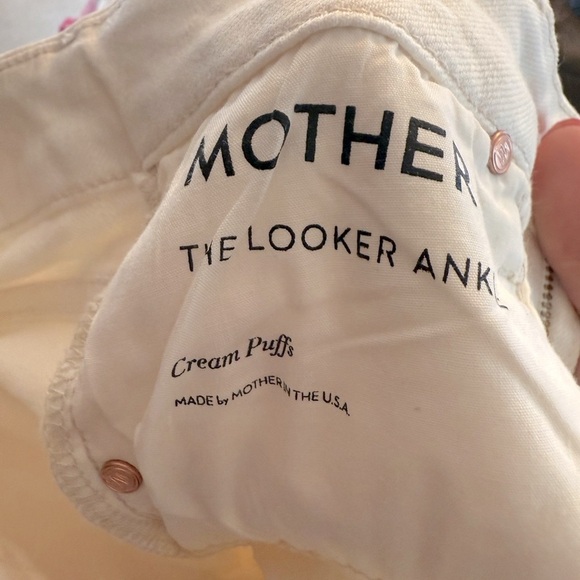 MOTHER
THE LOOKER ANKLE
Cream Puffs
MADE by MOTHER IN THE U.S.A.